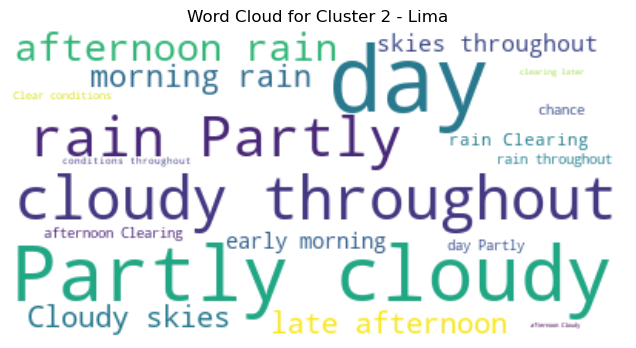 Word Cloud for Cluster 2 - Lima
afternoon rain
skies throughout
morning rain
day
clearing later
Clear conditions
chance
rain Partly
rain Clearing
conditions throughout
rain throughout
cloudy throughout
afternoon Clearing
early morning
day Partly
Partly cloudy
Cloudy skies
late afternoon
afternoon Cloudy